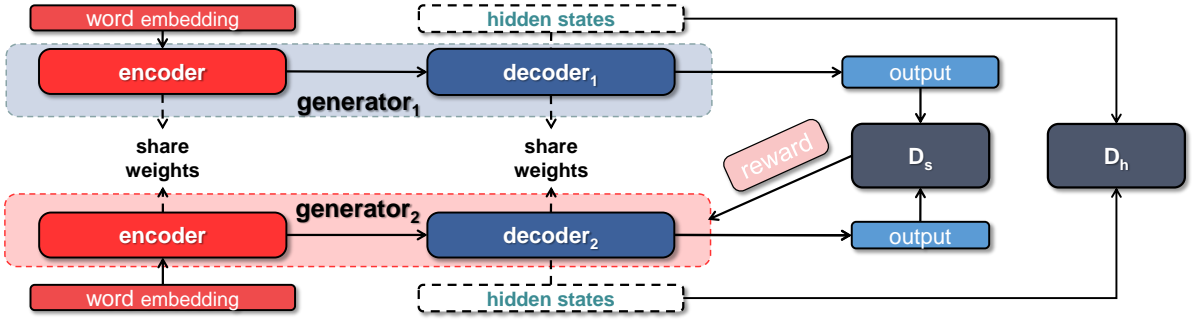 word embedding
hidden states
encoder
decoder₁
output
generator₁
share
weights
share
weights
reward
Dₛ
Dₕ
generator₂
encoder
decoder₂
output
word embedding
hidden states